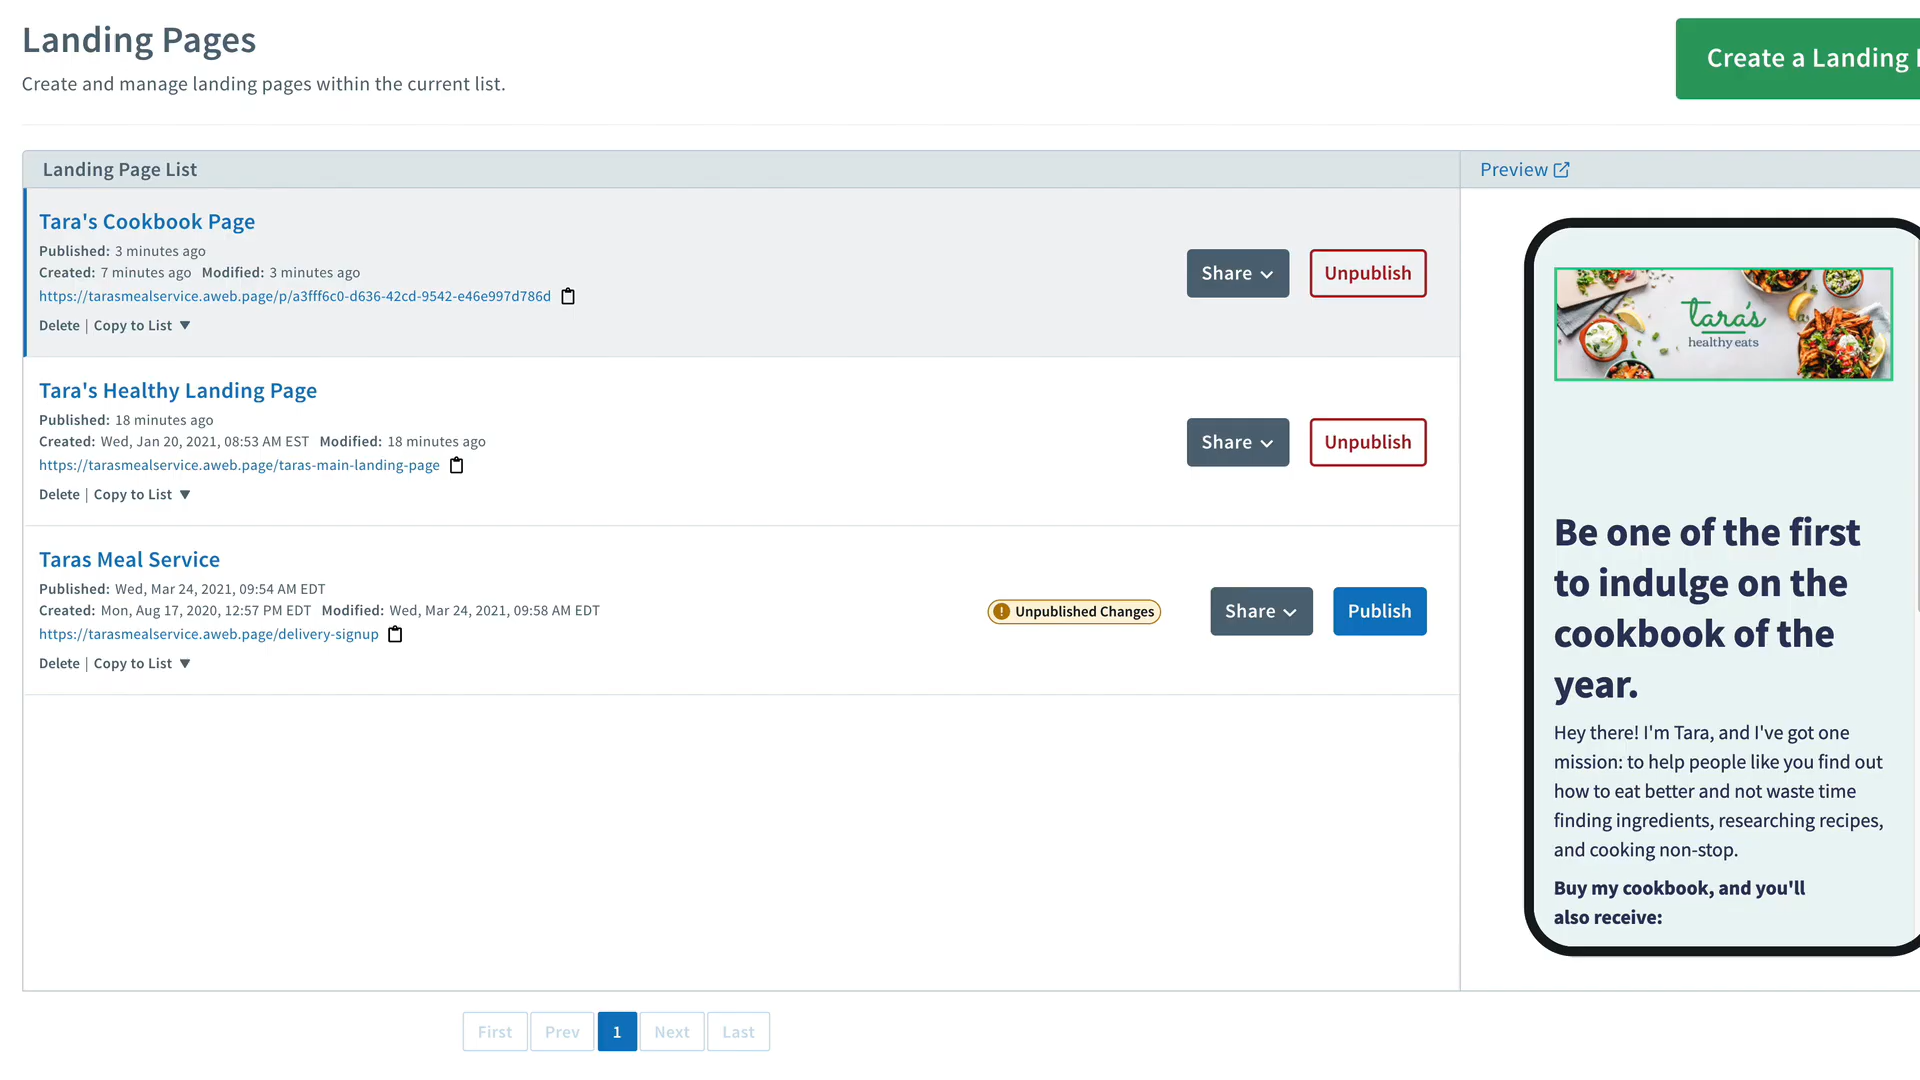 Landing Pages
Create and manage landing pages within the current list.
Create a Landing
Landing Page List
Preview
Tara's Cookbook Page
Published: 3 minutes ago
Created: 7 minutes ago Modified: 3 minutes ago
https://tarasmealservice.aweb.page/p/a3fff6c0-d636-42cd-9542-e46e997d786d
Delete | Copy to List ▼
Share
Unpublish
Tara's Healthy Landing Page
Published: 18 minutes ago
Created: Wed, Jan 20, 2021, 08:53 AM EST Modified: 18 minutes ago
https://tarasmealservice.aweb.page/taras-main-landing-page
Delete | Copy to List ▼
Share
Unpublish
Taras Meal Service
Published: Wed, Mar 24, 2021, 09:54 AM EDT
Created: Mon, Aug 17, 2020, 12:57 PM EDT Modified: Wed, Mar 24, 2021, 09:58 AM EDT
https://tarasmealservice.aweb.page/delivery-signup
Delete | Copy to List ▼
! Unpublished Changes
Share
Publish
tara's
healthy eats
Be one of the first
to indulge on the
cookbook of the
year.
Hey there! I'm Tara, and I've got one
mission: to help people like you find out
how to eat better and not waste time
finding ingredients, researching recipes,
and cooking non-stop.
Buy my cookbook, and you'll
also receive:
First Prev 1 Next Last